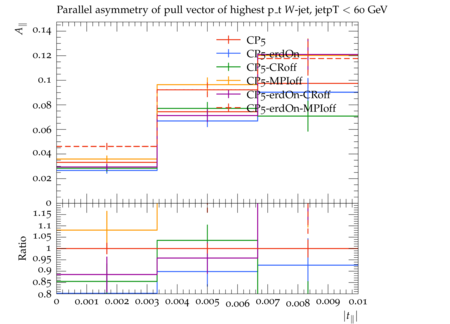 Parallel asymmetry of pull vector of highest p_t W-jet, jetpT < 60 GeV
A∥
0.14
0.12
0.1
0.08
0.06
0.04
0.02
0
CP5
CP5-erdOn
CP5-CRoff
CP5-MPIoff
CP5-erdOn-CRoff
CP5-erdOn-MPIoff
Ratio
1.15
1.1
1.05
1
0.95
0.9
0.85
0.8
0 0.001 0.002 0.003 0.004 0.005 0.006 0.007 0.008 0.009 0.01
|t∥|